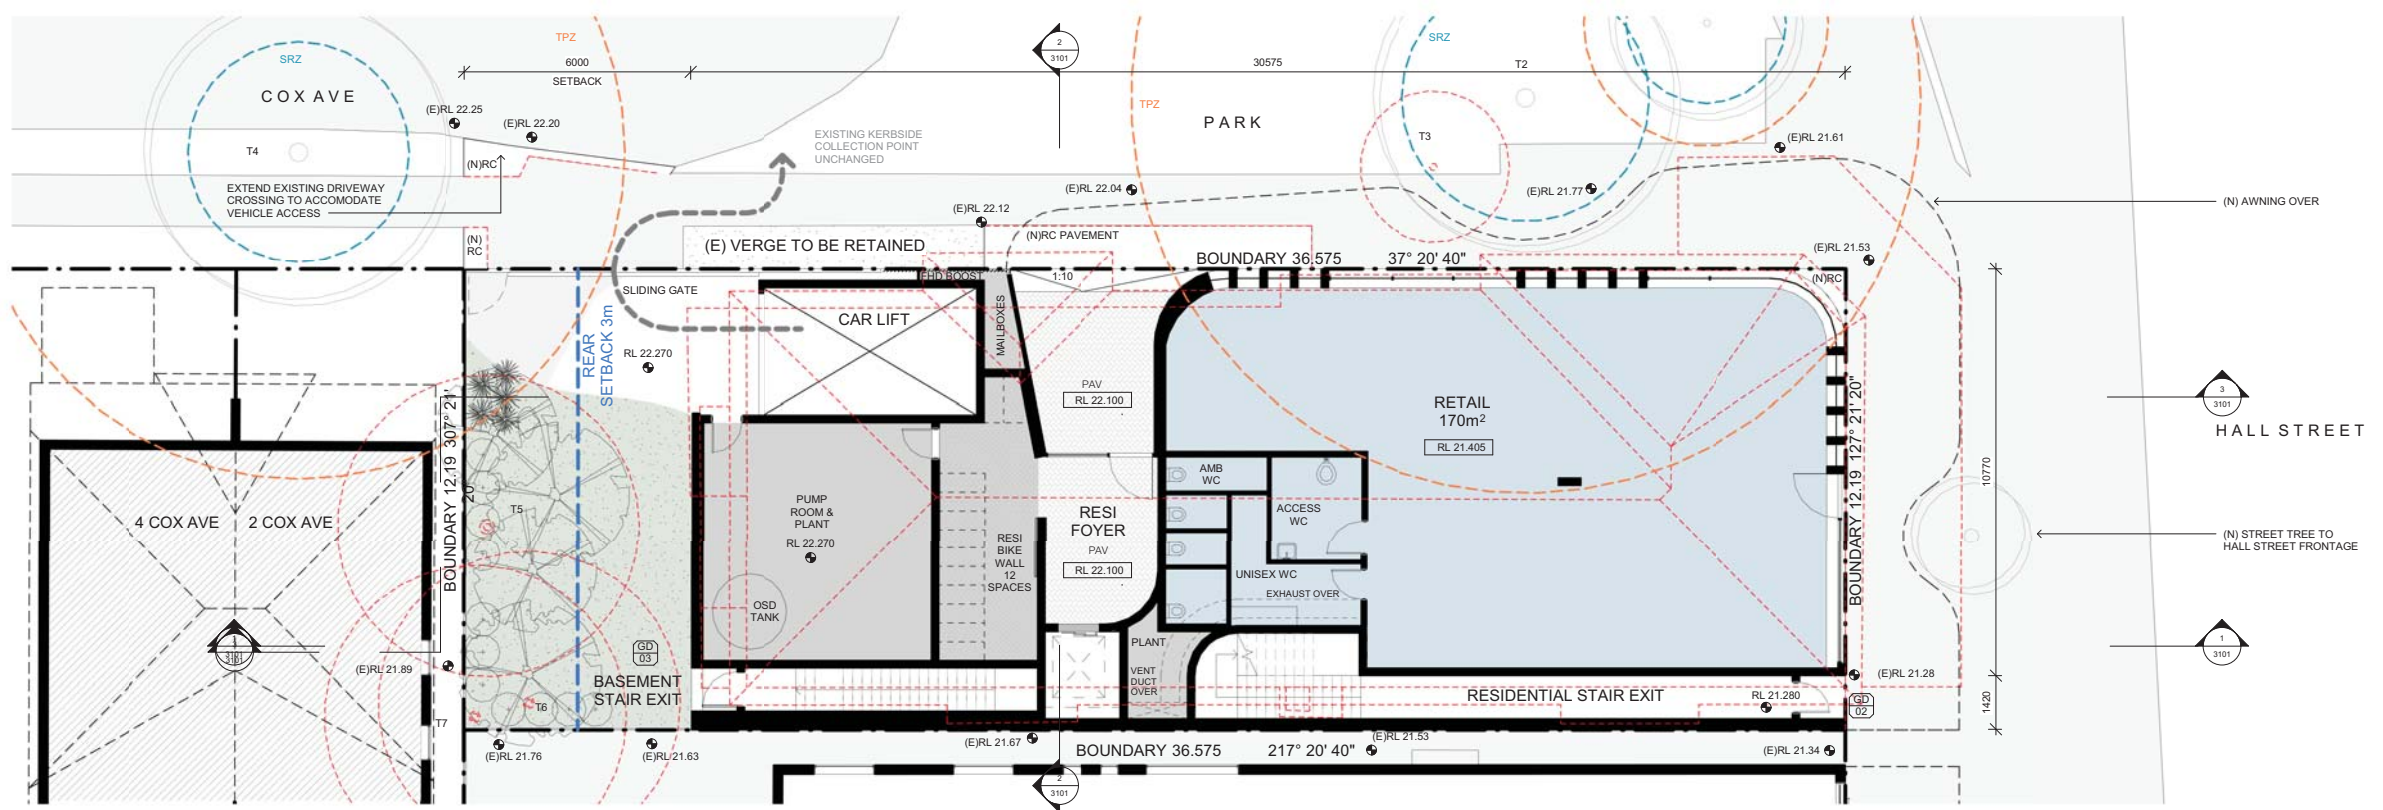 TPZ
2
3101
SRZ
6000
SETBACK
30575
T2
SRZ
COX AVE
(E)RL 22.25
(E)RL 22.20
TPZ
PARK
T3
(E)RL 21.61
T4
(N)RC
EXISTING KERBSIDE
COLLECTION POINT
UNCHANGED
EXTEND EXISTING DRIVEWAY
CROSSING TO ACCOMODATE
VEHICLE ACCESS
(E)RL 22.04
(E)RL 21.77
(N) AWNING OVER
(E)RL 22.12
(N)
RC
(E) VERGE TO BE RETAINED
(N)RC PAVEMENT
(E)RL 21.53
BOUNDARY 36.575
37° 20' 40"
FHD BOOST
1:10
(N)RC
SLIDING GATE
CAR LIFT
MAILBOXES
REAR
SETBACK 3m
RL 22.270
PAV
RL 22.100
RETAIL
170m²
RL 21.405
3
3101
HALL STREET
BOUNDARY 12.19 307° 21'
20"
BOUNDARY 12.19 127° 21' 20"
10770
AMB
WC
4 COX AVE
2 COX AVE
T5
PUMP
ROOM &
PLANT
RL 22.270
RESI
FOYER
PAV
RL 22.100
ACCESS
WC
RESI
BIKE
WALL
12
SPACES
UNISEX WC
EXHAUST OVER
(N) STREET TREE TO
HALL STREET FRONTAGE
OSD
TANK
GD
03
PLANT
VENT
DUCT
OVER
1
3101
3101
(E)RL 21.89
BASEMENT
STAIR EXIT
RESIDENTIAL STAIR EXIT
RL 21.280
(E)RL 21.28
GD
02
1420
T6
T7
(E)RL 21.76
(E)RL 21.63
(E)RL 21.67
BOUNDARY 36.575
217° 20' 40"
(E)RL 21.53
(E)RL 21.34
2
3101